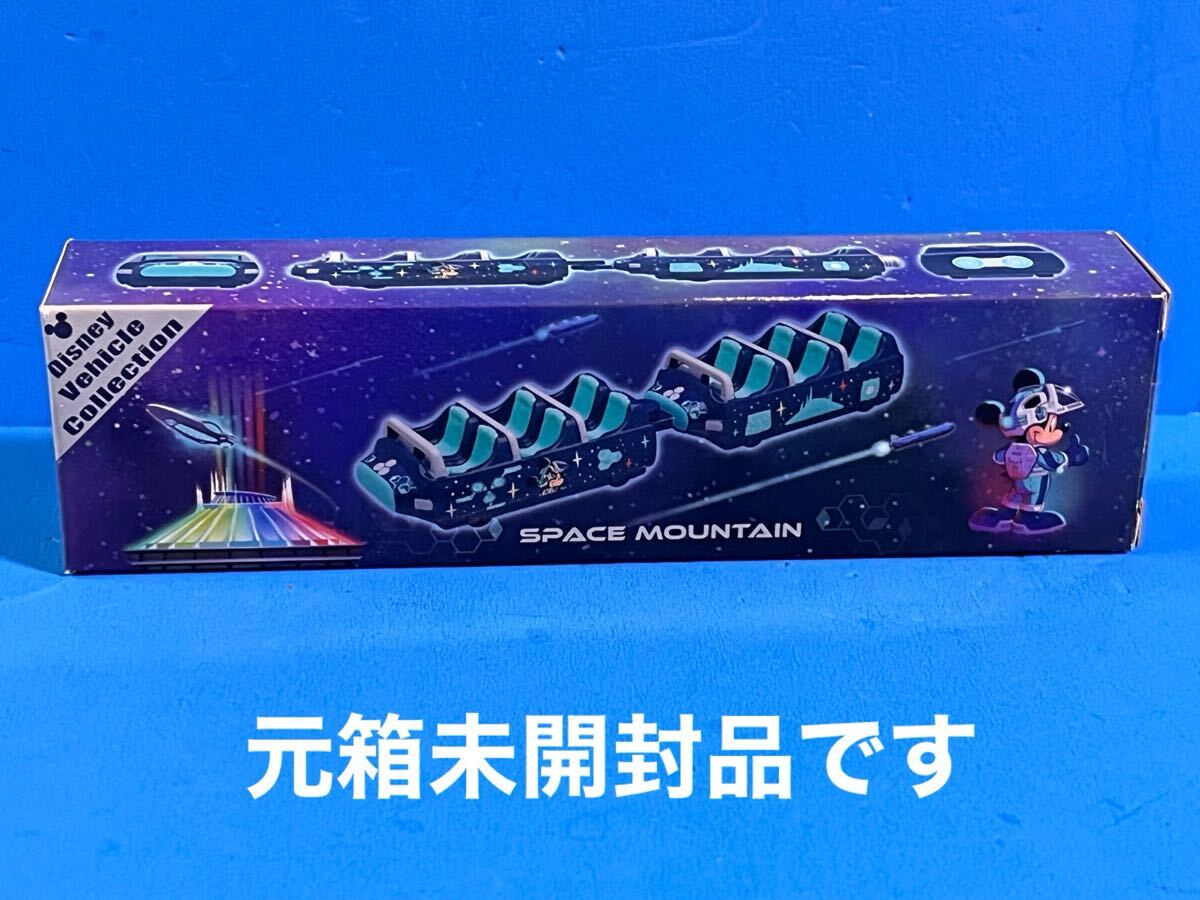 Disney
Vehicle
Collection
SPACE MOUNTAIN
元箱未開封品です